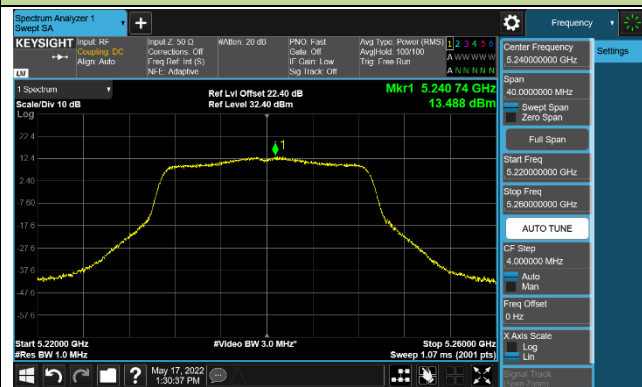 Spectrum Analyzer 1
Swept SA
Frequency
KEYSIGHT
Input: RF
Coupling: DC
Align: Auto
Input Z: 50 Ω
Corrections: Off
Freq Ref: Int (S)
NFE: Adaptive
#Atten: 20 dB
PNO: Fast
Gate: Off
IF Gain: Low
Sig Track: Off
Avg Type: Power (RMS)
Avg|Hold: 100/100
Trig: Free Run
1 2 3 4 5 6
A W W W W W
A N N N N N
LXI
1 Spectrum
Scale/Div 10 dB
Log
Ref Lvl Offset 22.40 dB
Ref Level 32.40 dBm
Mkr1 5.240 74 GHz
13.488 dBm
1
22.4
12.4
2.40
-7.60
-17.6
-27.6
-37.6
-47.6
-57.6
Start 5.22000 GHz
#Res BW 1.0 MHz
#Video BW 3.0 MHz*
Stop 5.26000 GHz
Sweep 1.07 ms (2001 pts)
Center Frequency
5.240000000 GHz
Settings
Span
40.0000000 MHz
Swept Span
Zero Span
Full Span
Start Freq
5.220000000 GHz
Stop Freq
5.260000000 GHz
AUTO TUNE
CF Step
4.000000 MHz
Auto
Man
Freq Offset
0 Hz
X Axis Scale
Log
Lin
Signal Track
(Span Zoom)
May 17, 2022
1:30:37 PM